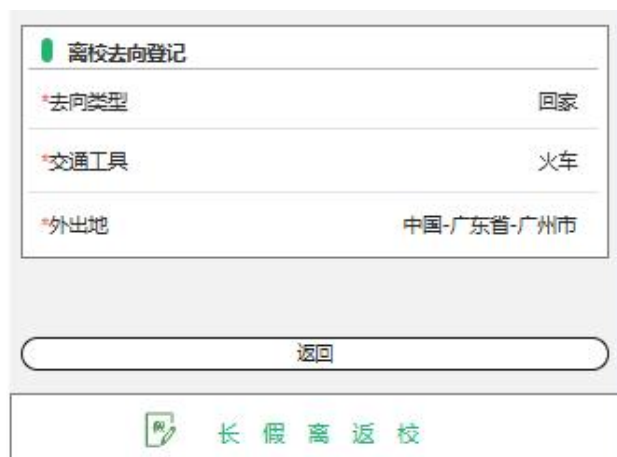 离校去向登记
*去向类型 回家
*交通工具 火车
*外出地 中国-广东省-广州市
返回
长假离返校